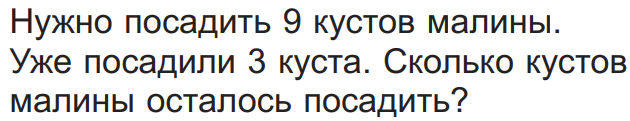 Нужно посадить 9 кустов малины.
Уже посадили 3 куста. Сколько кустов
малины осталось посадить?